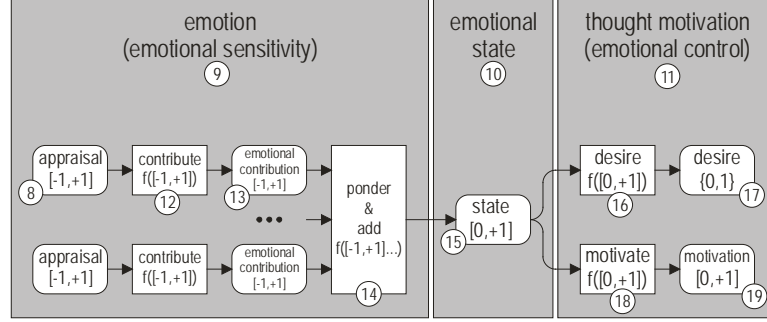 emotion
(emotional sensitivity)
9
emotional
state
10
thought motivation
(emotional control)
11
appraisal
[-1,+1]
8
contribute
f([-1,+1])
12
emotional
contribution
[-1,+1]
13
ponder
&
add
f([-1,+1]...)
14
state
[0,+1]
15
desire
f([0,+1])
16
desire
{0,1}
17
•••
appraisal
[-1,+1]
contribute
f([-1,+1])
emotional
contribution
[-1,+1]
motivate
f([0,+1])
18
motivation
[0,+1]
19